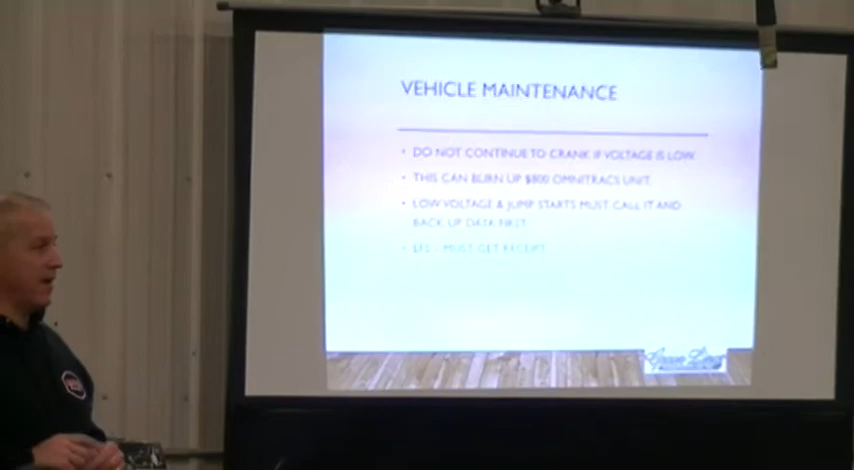 VEHICLE MAINTENANCE
• DO NOT CONTINUE TO CRANK IF VOLTAGE IS LOW.
• THIS CAN BURN UP $800 OMNITRACS UNIT.
• LOW VOLTAGE & JUMP STARTS MUST CALL IT AND
BACK UP DATA FIRST.
• EFS - MUST GET RECEIPT